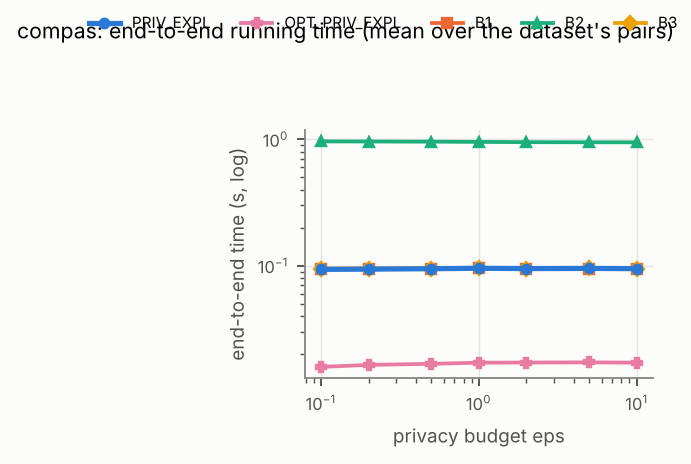 PRIV_EXPL OPT_PRIV_EXPL B1 B2 B3
compas: end-to-end running time (mean over the dataset's pairs)
10⁰
10⁻¹
end-to-end time (s, log)
10⁻¹ 10⁰ 10¹
privacy budget eps